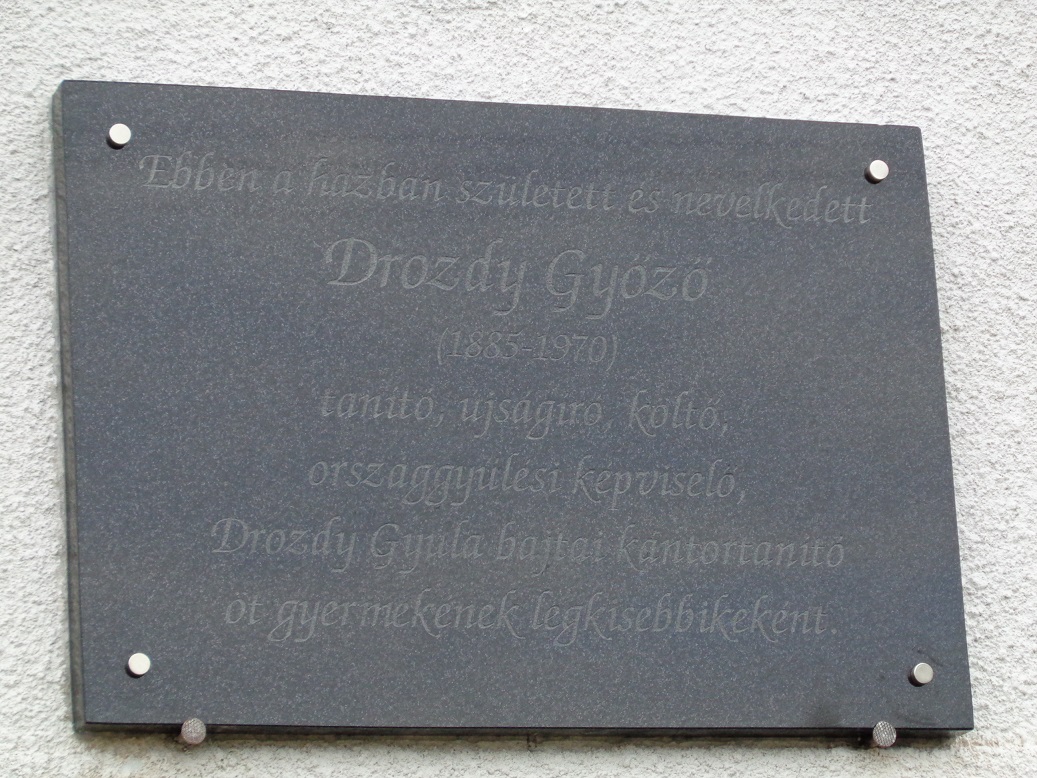 Ebben a házban született és nevelkedett
Drozdy Győző
(1885-1970)
tanító, újságíró, költő,
országgyűlési képviselő,
Drozdy Gyula bajtai kántortanító
öt gyermekének legkisebbikeként.